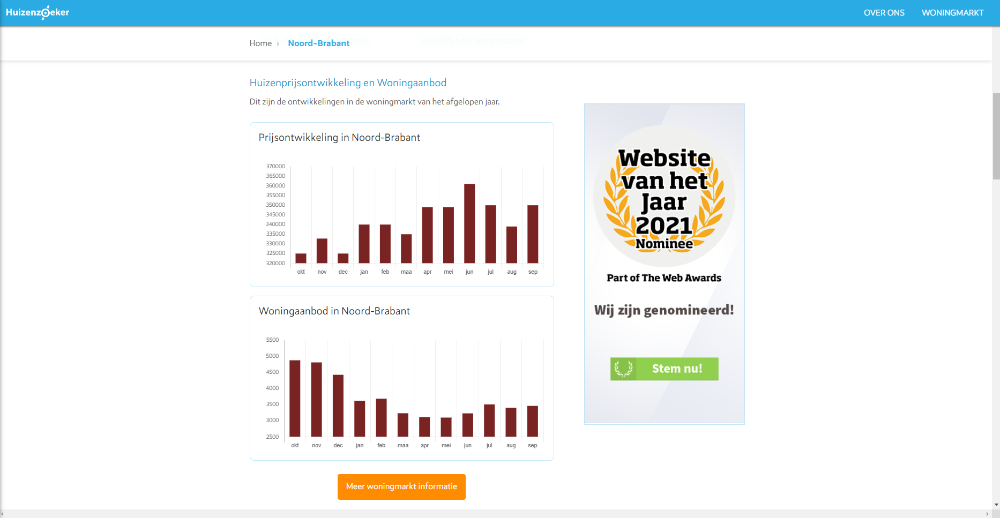 Huizenzoeker
OVER ONS
WONINGMARKT
Home ›
Noord-Brabant
Huizenprijsontwikkeling en Woningaanbod
Dit zijn de ontwikkelingen in de woningmarkt van het afgelopen jaar.
Prijsontwikkeling in Noord-Brabant
370000
365000
360000
355000
350000
345000
340000
335000
330000
325000
320000
okt nov dec jan feb maa apr mei jun jul aug sep
Woningaanbod in Noord-Brabant
5500
5000
4500
4000
3500
3000
2500
okt nov dec jan feb maa apr mei jun jul aug sep
Meer woningmarkt informatie
Website
van het
Jaar
2021
Nominee
Part of The Web Awards
Wij zijn genomineerd!
Stem nu!